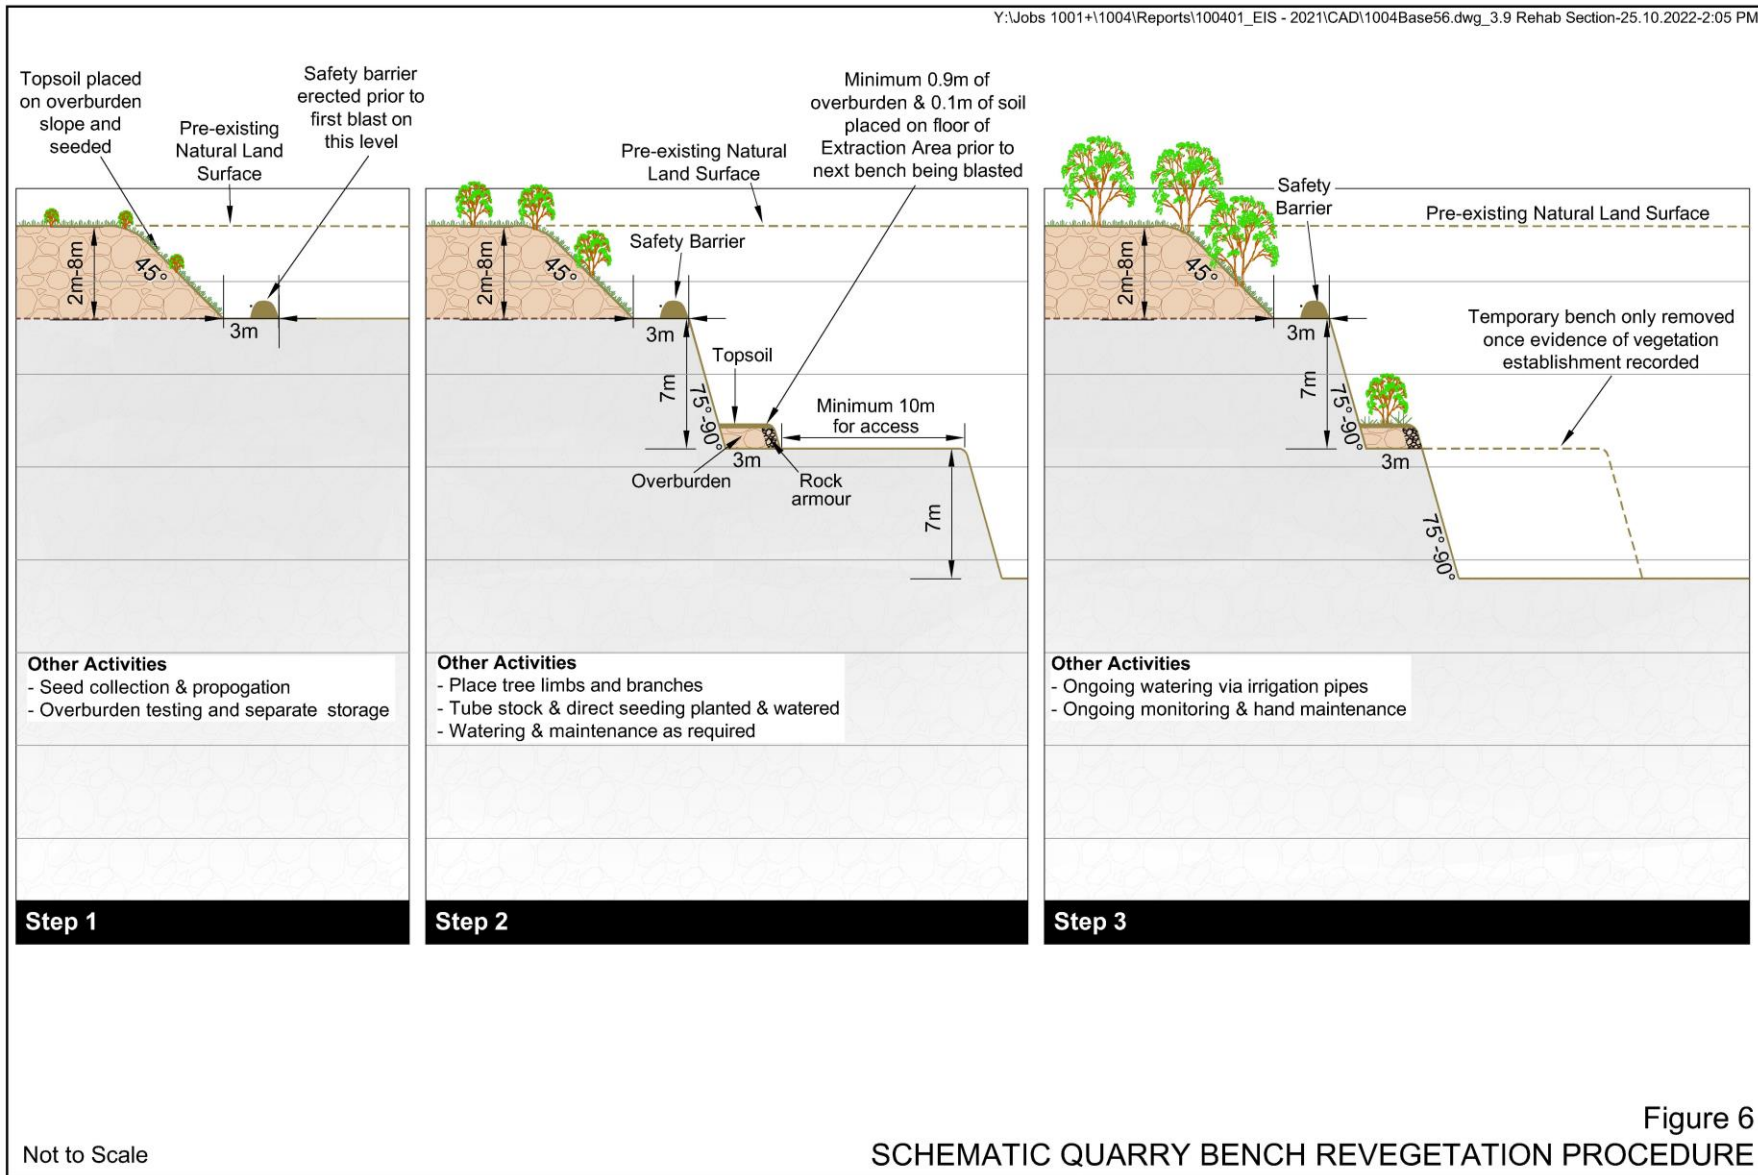 Y:\Jobs 1001+\1004\Reports\100401_EIS - 2021\CAD\1004Base56.dwg_3.9 Rehab Section-25.10.2022-2:05 PM
Topsoil placed
on overburden
slope and
seeded
Pre-existing
Natural Land
Surface
Safety barrier
erected prior to
first blast on
this level
2m-8m
45°
3m
Other Activities
- Seed collection & propogation
- Overburden testing and separate storage
Step 1
Minimum 0.9m of
overburden & 0.1m of soil
placed on floor of
Extraction Area prior to
next bench being blasted
Pre-existing Natural
Land Surface
Safety Barrier
2m-8m
45°
3m
Topsoil
7m
75°-90°
Minimum 10m
for access
3m
Overburden
Rock
armour
7m
Other Activities
- Place tree limbs and branches
- Tube stock & direct seeding planted & watered
- Watering & maintenance as required
Step 2
Safety
Barrier
Pre-existing Natural Land Surface
2m-8m
45°
3m
Temporary bench only removed
once evidence of vegetation
establishment recorded
7m
75°-90°
3m
75°-90°
Other Activities
- Ongoing watering via irrigation pipes
- Ongoing monitoring & hand maintenance
Step 3
Not to Scale
Figure 6
SCHEMATIC QUARRY BENCH REVEGETATION PROCEDURE